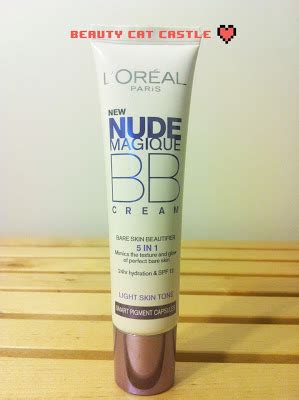 BEAUTY CAT CASTLE
L'ORÉAL
PARIS
NEW
NUDE
MAGIQUE
BB
CREAM
BARE SKIN BEAUTIFIER
5 IN 1
Mimics the texture and glow
of perfect bare skin
24hr hydration & SPF 12
LIGHT SKIN TONE
SMART PIGMENT CAPSULES